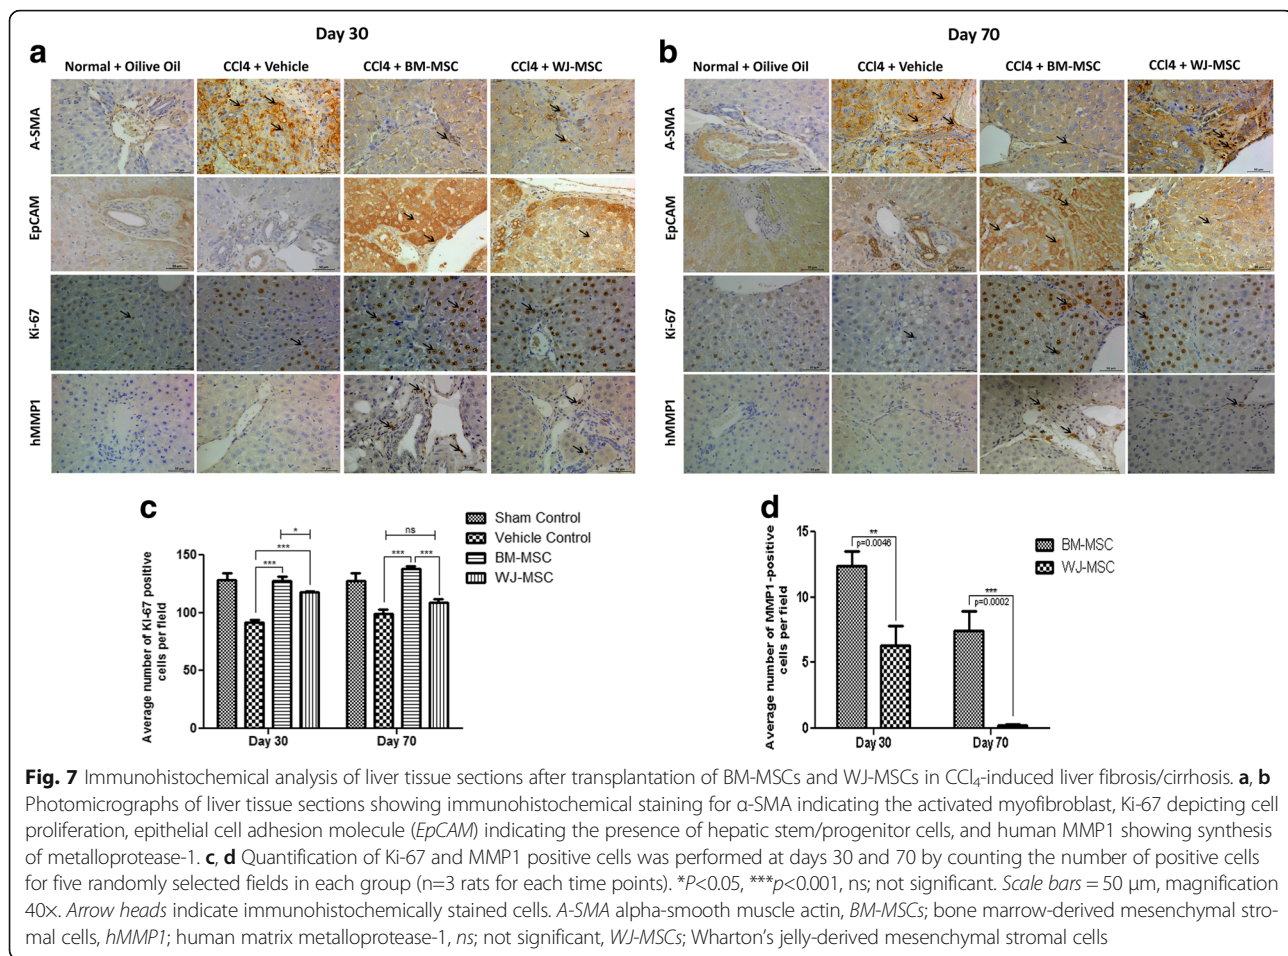 Day 30
Day 70
a
b
Normal + Oilive Oil
CCl4 + Vehicle
CCl4 + BM-MSC
CCl4 + WJ-MSC
Normal + Oilive Oil
CCl4 + Vehicle
CCl4 + BM-MSC
CCl4 + WJ-MSC
A-SMA
EpCAM
Ki-67
hMMP1
A-SMA
EpCAM
Ki-67
hMMP1
c
Average number of KI-67 positive
cells per field
150
100
50
0
***
***
*
***
***
ns
Day 30
Day 70
Sham Control
Vehicle Control
BM-MSC
WJ-MSC
d
Average number of MMP1-positive
cells per field
15
10
5
0
**
p=0.0046
***
p=0.0002
Day 30
Day 70
BM-MSC
WJ-MSC
Fig. 7 Immunohistochemical analysis of liver tissue sections after transplantation of BM-MSCs and WJ-MSCs in CCl₄-induced liver fibrosis/cirrhosis. a, b
Photomicrographs of liver tissue sections showing immunohistochemical staining for α-SMA indicating the activated myofibroblast, Ki-67 depicting cell
proliferation, epithelial cell adhesion molecule (EpCAM) indicating the presence of hepatic stem/progenitor cells, and human MMP1 showing synthesis
of metalloprotease-1. c, d Quantification of Ki-67 and MMP1 positive cells was performed at days 30 and 70 by counting the number of positive cells
for five randomly selected fields in each group (n=3 rats for each time points). *P<0.05, ***p<0.001, ns; not significant. Scale bars = 50 μm, magnification
40×. Arrow heads indicate immunohistochemically stained cells. A-SMA alpha-smooth muscle actin, BM-MSCs; bone marrow-derived mesenchymal stro-
mal cells, hMMP1; human matrix metalloprotease-1, ns; not significant, WJ-MSCs; Wharton's jelly-derived mesenchymal stromal cells